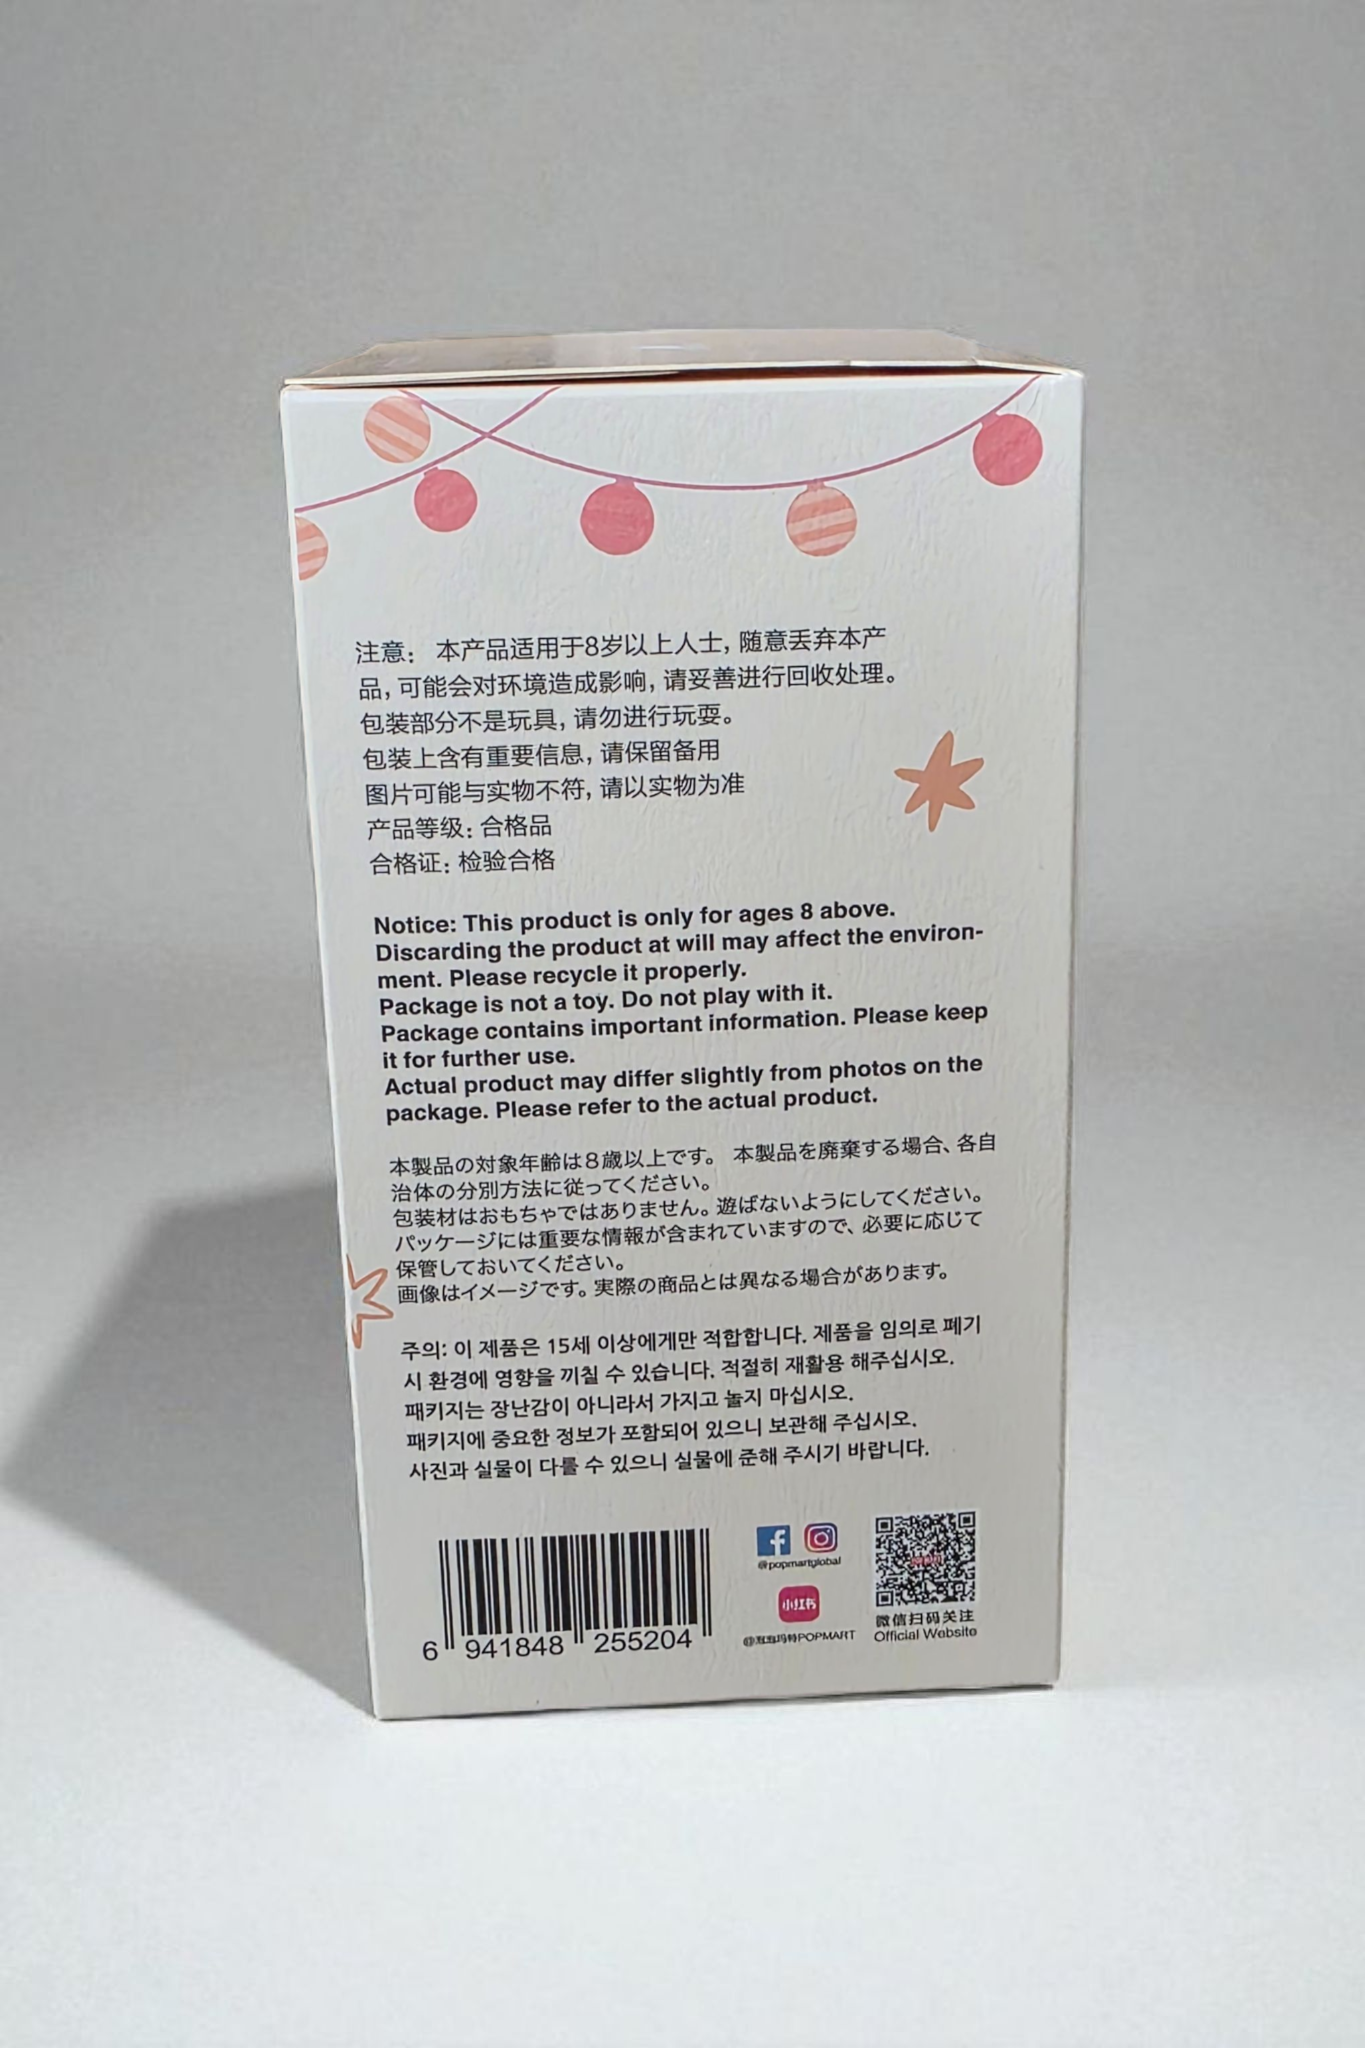 注意： 本产品适用于8岁以上人士, 随意丢弃本产
品, 可能会对环境造成影响, 请妥善进行回收处理。
包装部分不是玩具, 请勿进行玩耍。
包装上含有重要信息, 请保留备用
图片可能与实物不符, 请以实物为准
产品等级: 合格品
合格证: 检验合格
Notice: This product is only for ages 8 above.
Discarding the product at will may affect the environ-
ment. Please recycle it properly.
Package is not a toy. Do not play with it.
Package contains important information. Please keep
it for further use.
Actual product may differ slightly from photos on the
package. Please refer to the actual product.
本製品の対象年齢は8歳以上です。 本製品を廃棄する場合、各自
治体の分別方法に従ってください。
包装材はおもちゃではありません。遊ばないようにしてください。
パッケージには重要な情報が含まれていますので、必要に応じて
保管しておいてください。
画像はイメージです。実際の商品とは異なる場合があります。
주의: 이 제품은 15세 이상에게만 적합합니다. 제품을 임의로 폐기
시 환경에 영향을 끼칠 수 있습니다. 적절히 재활용 해주십시오.
패키지는 장난감이 아니라서 가지고 놀지 마십시오.
패키지에 중요한 정보가 포함되어 있으니 보관해 주십시오.
사진과 실물이 다를 수 있으니 실물에 준해 주시기 바랍니다.
6 941848 255204
@popmartglobal
小红书
@泡泡玛特POPMART
微信扫码关注
Official Website